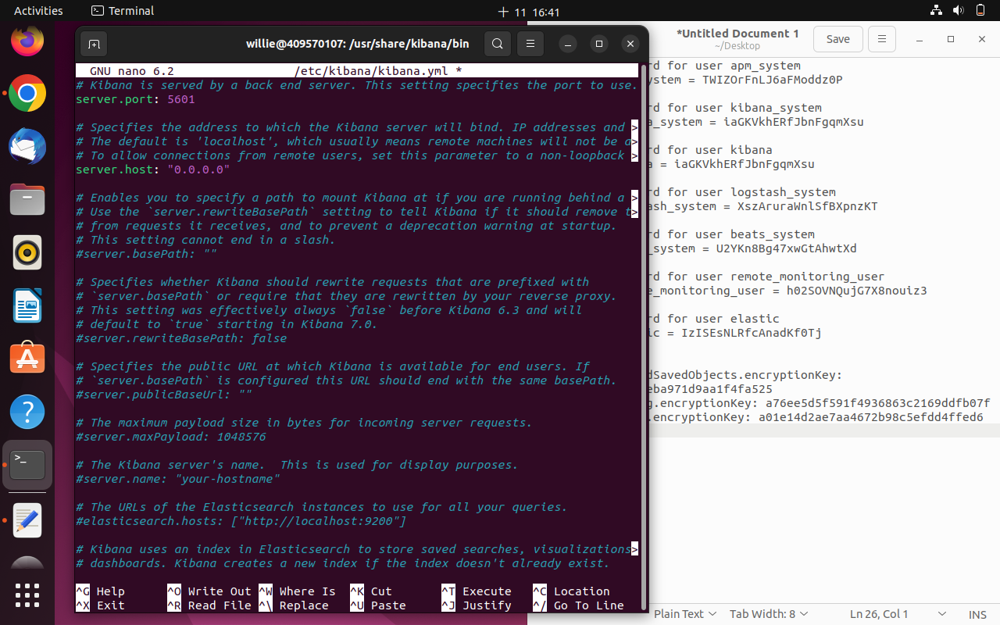 Activities
Terminal
11 16:41
willie@409570107: /usr/share/kibana/bin
GNU nano 6.2 /etc/kibana/kibana.yml *
# Kibana is served by a back end server. This setting specifies the port to use.
server.port: 5601
# Specifies the address to which the Kibana server will bind. IP addresses and >
# The default is 'localhost', which usually means remote machines will not be a>
# To allow connections from remote users, set this parameter to a non-loopback >
server.host: "0.0.0.0"
# Enables you to specify a path to mount Kibana at if you are running behind a >
# Use the `server.rewriteBasePath` setting to tell Kibana if it should remove t>
# from requests it receives, and to prevent a deprecation warning at startup.
# This setting cannot end in a slash.
#server.basePath: ""
# Specifies whether Kibana should rewrite requests that are prefixed with
# `server.basePath` or require that they are rewritten by your reverse proxy.
# This setting was effectively always `false` before Kibana 6.3 and will
# default to `true` starting in Kibana 7.0.
#server.rewriteBasePath: false
# Specifies the public URL at which Kibana is available for end users. If
# `server.basePath` is configured this URL should end with the same basePath.
#server.publicBaseUrl: ""
# The maximum payload size in bytes for incoming server requests.
#server.maxPayload: 1048576
# The Kibana server's name.  This is used for display purposes.
#server.name: "your-hostname"
# The URLs of the Elasticsearch instances to use for all your queries.
#elasticsearch.hosts: ["http://localhost:9200"]
# Kibana uses an index in Elasticsearch to store saved searches, visualizations>
# dashboards. Kibana creates a new index if the index doesn't already exist.
^G Help ^O Write Out ^W Where Is ^K Cut ^T Execute ^C Location
^X Exit ^R Read File ^\ Replace ^U Paste ^J Justify ^/ Go To Line
*Untitled Document 1
~/Desktop
Save
rd for user apm_system
ystem = TWIZOrFnLJ6aFModdz0P
rd for user kibana_system
a_system = iaGKVkhERfJbnFgqmXsu
rd for user kibana
a = iaGKVkhERfJbnFgqmXsu
rd for user logstash_system
ash_system = XszAruraWnlSfBXpnzKT
rd for user beats_system
_system = U2YKn8Bg47xwGtAhwtXd
rd for user remote_monitoring_user
e_monitoring_user = h02SOVNQujG7X8nouiz3
rd for user elastic
ic = IzISEsNLRfcAnadKf0Tj
dSavedObjects.encryptionKey:
eba971d9aa1f4fa525
g.encryptionKey: a76ee5d5f591f4936863c2169ddfb07f
.encryptionKey: a01e14d2ae7aa4672b98c5efdd4ffed6
Plain Text
Tab Width: 8
Ln 26, Col 1
INS